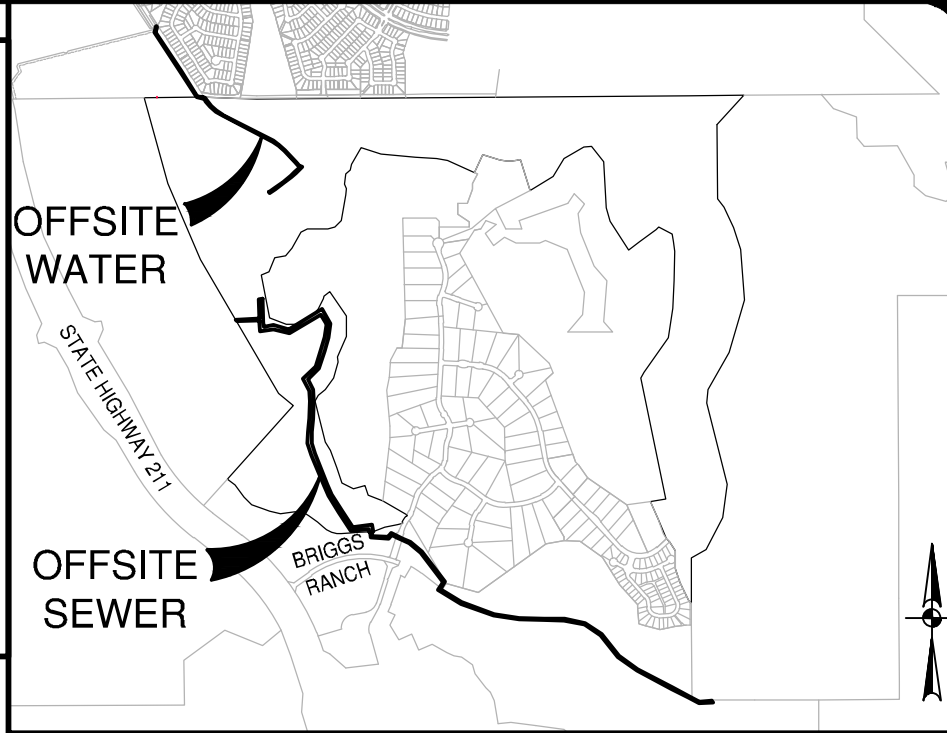 OFFSITE
WATER
STATE HIGHWAY 211
OFFSITE
SEWER
BRIGGS
RANCH